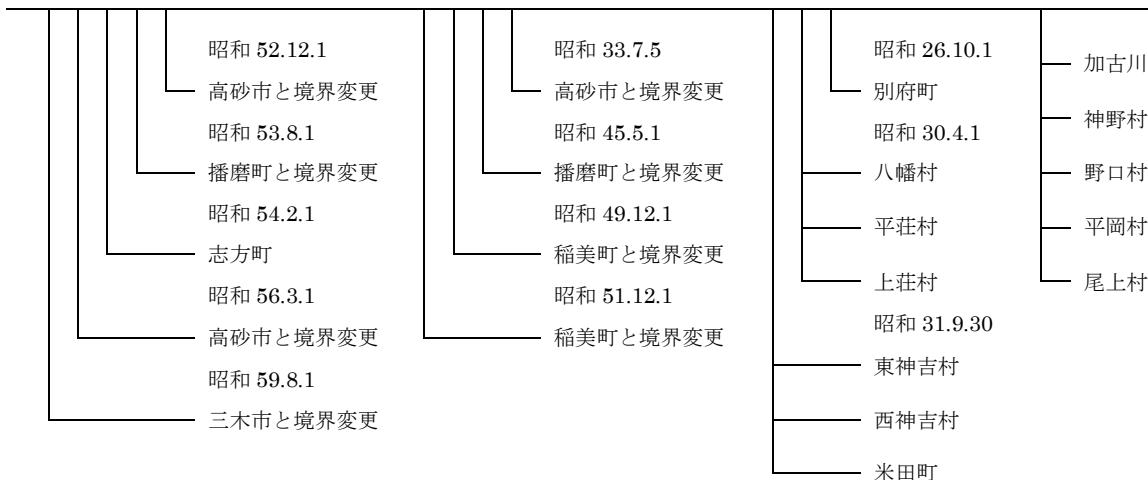 昭和 52.12.1
高砂市と境界変更
昭和 53.8.1
播磨町と境界変更
昭和 54.2.1
志方町
昭和 56.3.1
高砂市と境界変更
昭和 59.8.1
三木市と境界変更
昭和 33.7.5
高砂市と境界変更
昭和 45.5.1
播磨町と境界変更
昭和 49.12.1
稲美町と境界変更
昭和 51.12.1
稲美町と境界変更
昭和 26.10.1
別府町
昭和 30.4.1
八幡村
平荘村
上荘村
昭和 31.9.30
東神吉村
西神吉村
米田町
加古川
神野村
野口村
平岡村
尾上村